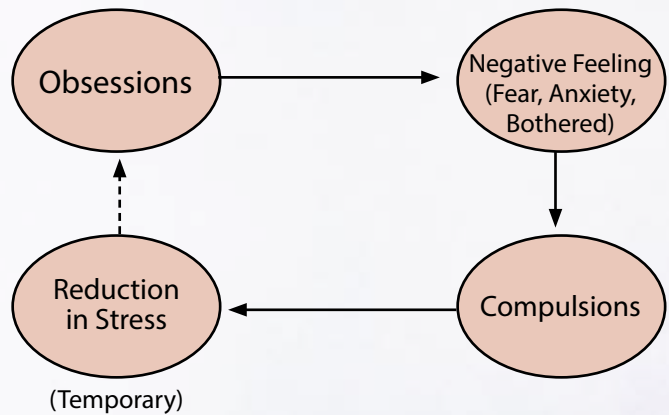 Obsessions
Negative Feeling
(Fear, Anxiety,
Bothered)
Reduction
in Stress
(Temporary)
Compulsions